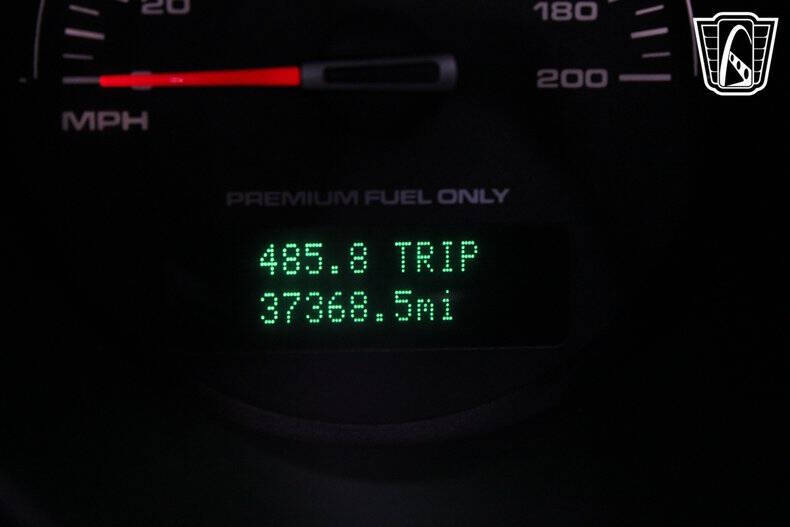 20
180
200
MPH
PREMIUM FUEL ONLY
485.8 TRIP
37368.5mi